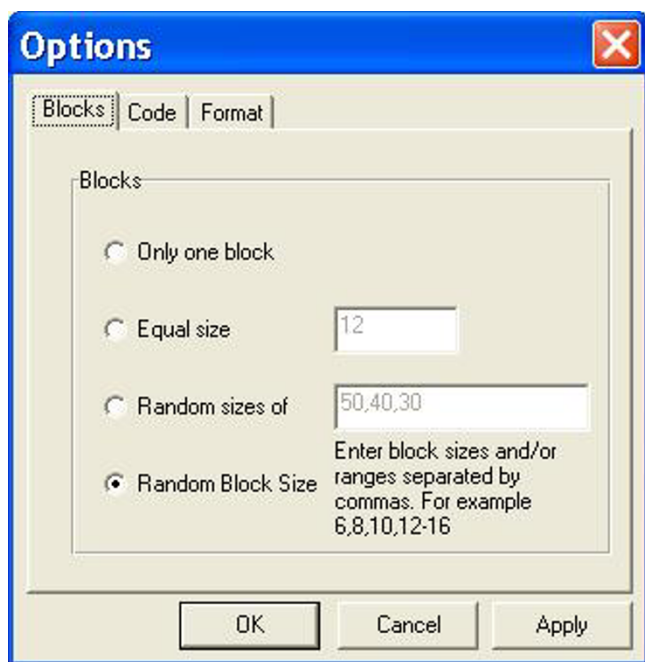 Options
Blocks Code Format
Blocks
Only one block
Equal size 12
Random sizes of 50,40,30
Random Block Size
Enter block sizes and/or
ranges separated by
commas. For example
6,8,10,12-16
OK Cancel Apply